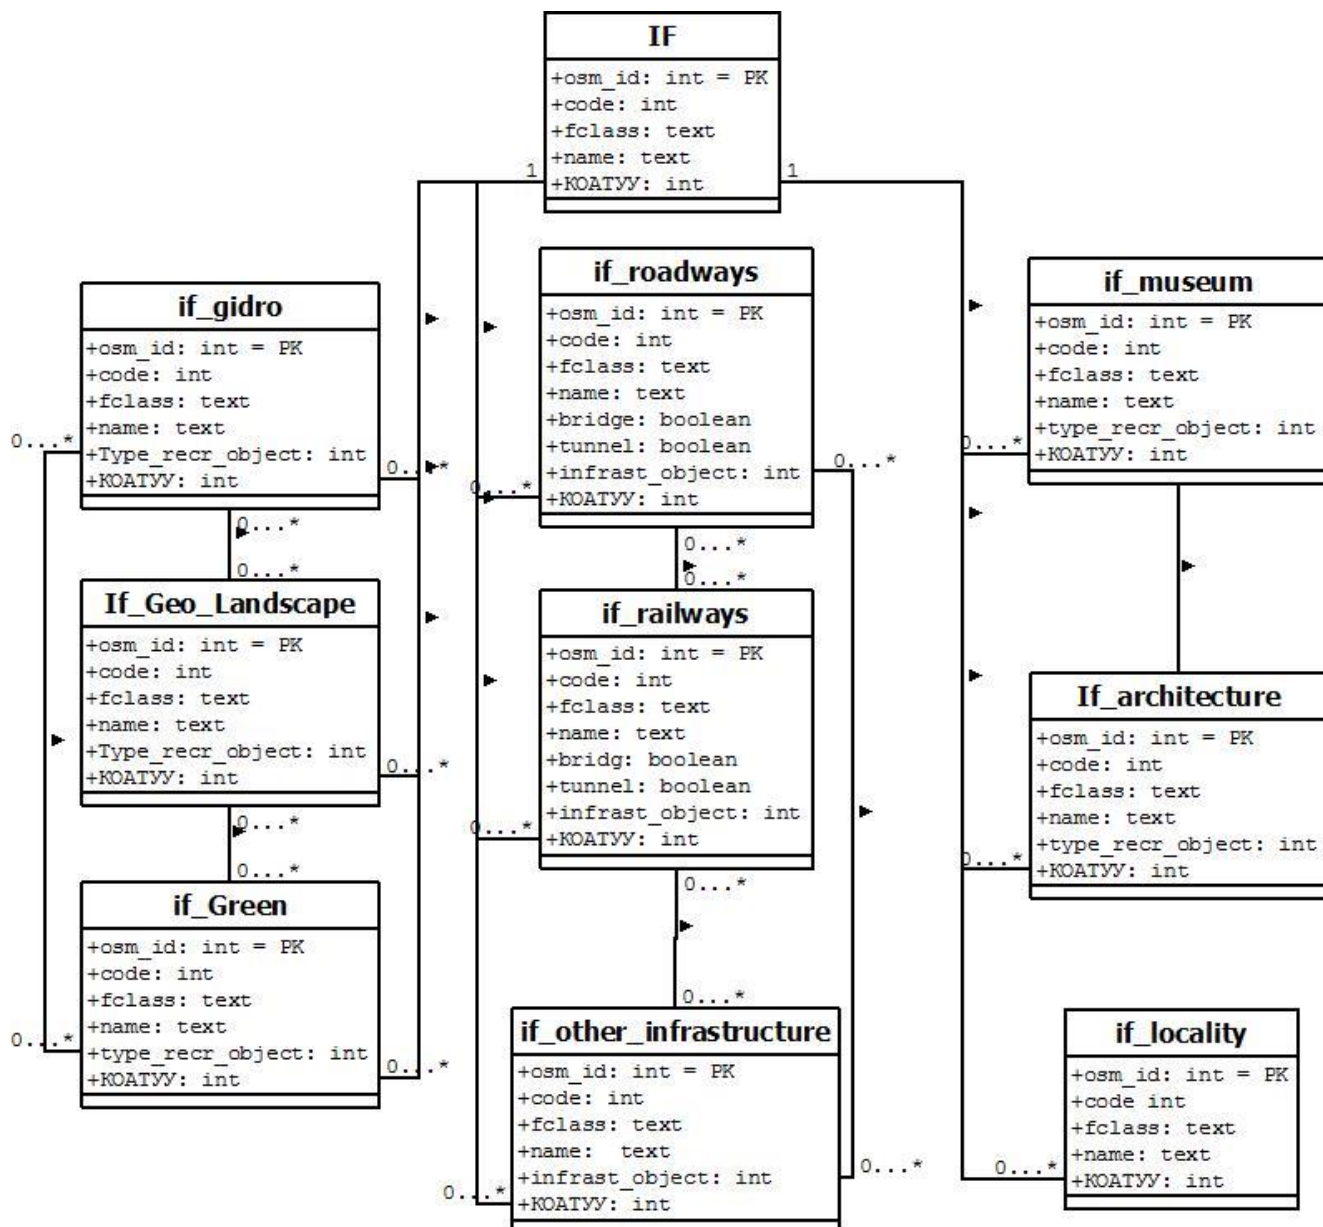 IF
+osm_id: int = PK
+code: int
+fclass: text
+name: text
+КОАТУУ: int
1
1
if_gidro
+osm_id: int = PK
+code: int
+fclass: text
+name: text
+Type_recr_object: int
+КОАТУУ: int
0...*
0...*
0...*
0...*
If_Geo_Landscape
+osm_id: int = PK
+code: int
+fclass: text
+name: text
+Type_recr_object: int
+КОАТУУ: int
0...*
0...*
0...*
if_Green
+osm_id: int = PK
+code: int
+fclass: text
+name: text
+type_recr_object: int
+КОАТУУ: int
0...*
0...*
if_roadways
+osm_id: int = PK
+code: int
+fclass: text
+name: text
+bridge: boolean
+tunnel: boolean
+infrast_object: int
+КОАТУУ: int
0...*
0...*
0...*
0...*
if_railways
+osm_id: int = PK
+code: int
+fclass: text
+name: text
+bridg: boolean
+tunnel: boolean
+infrast_object: int
+КОАТУУ: int
0...*
0...*
0...*
if_other_infrastructure
+osm_id: int = PK
+code: int
+fclass: text
+name: text
+infrast_object: int
+КОАТУУ: int
0...*
0...*
if_museum
+osm_id: int = PK
+code: int
+fclass: text
+name: text
+type_recr_object: int
+КОАТУУ: int
0...*
If_architecture
+osm_id: int = PK
+code: int
+fclass: text
+name: text
+type_recr_object: int
+КОАТУУ: int
0...*
if_locality
+osm_id: int = PK
+code int
+fclass: text
+name: text
+КОАТУУ: int
0...*